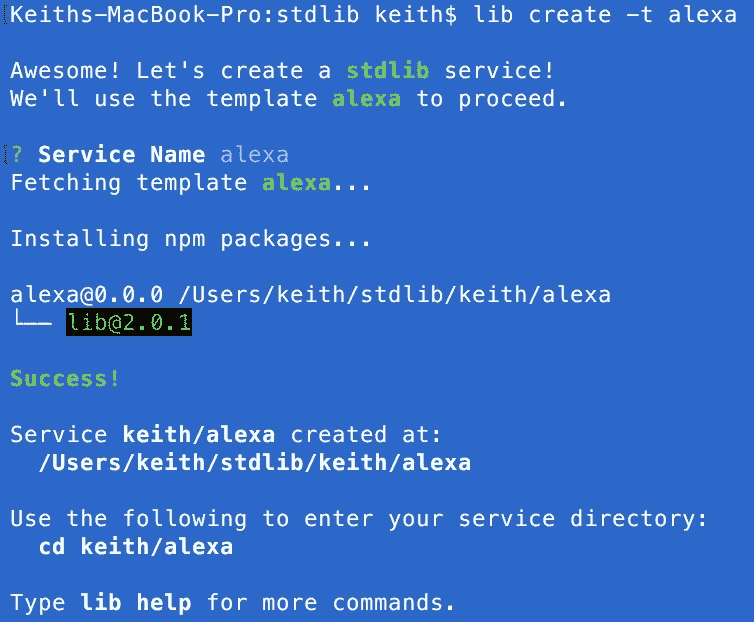 Keiths-MacBook-Pro:stdlib keith$ lib create -t alexa
Awesome! Let's create a stdlib service!
We'll use the template alexa to proceed.
? Service Name alexa
Fetching template alexa...
Installing npm packages...
alexa@0.0.0 /Users/keith/stdlib/keith/alexa
└── lib@2.0.1
Success!
Service keith/alexa created at:
/Users/keith/stdlib/keith/alexa
Use the following to enter your service directory:
cd keith/alexa
Type lib help for more commands.